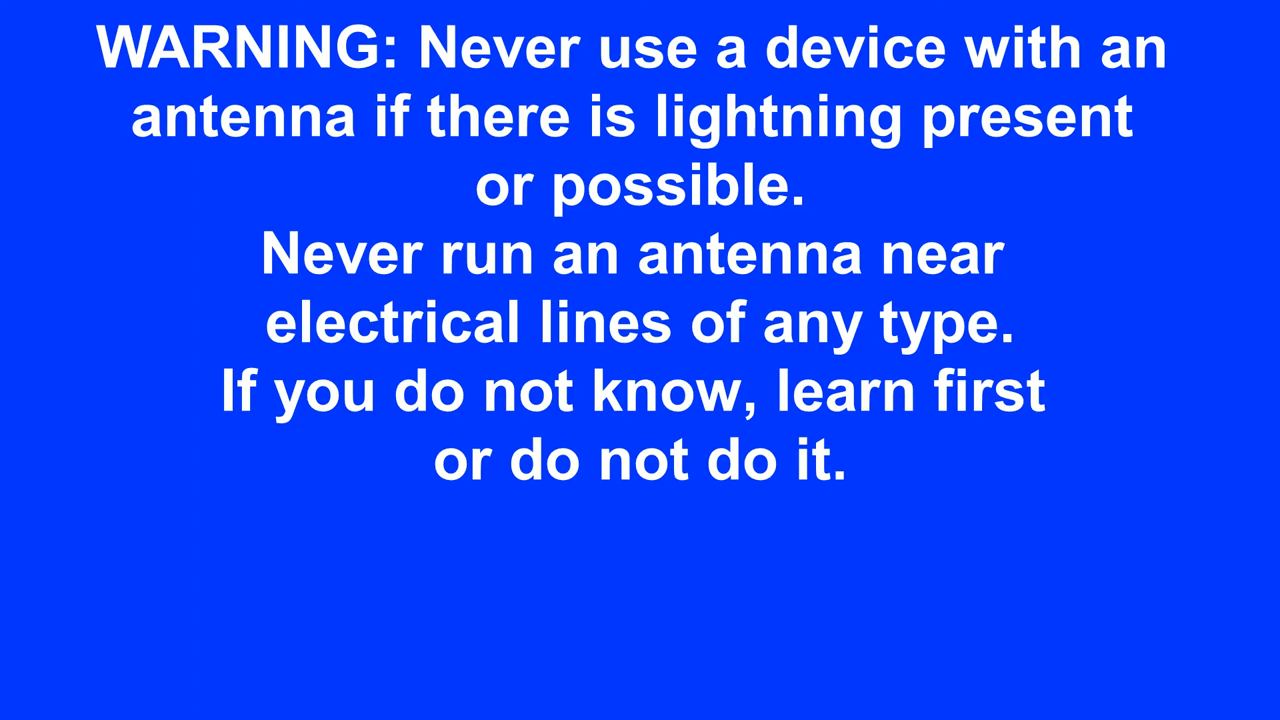 WARNING: Never use a device with an
antenna if there is lightning present
or possible.
Never run an antenna near
electrical lines of any type.
If you do not know, learn first
or do not do it.